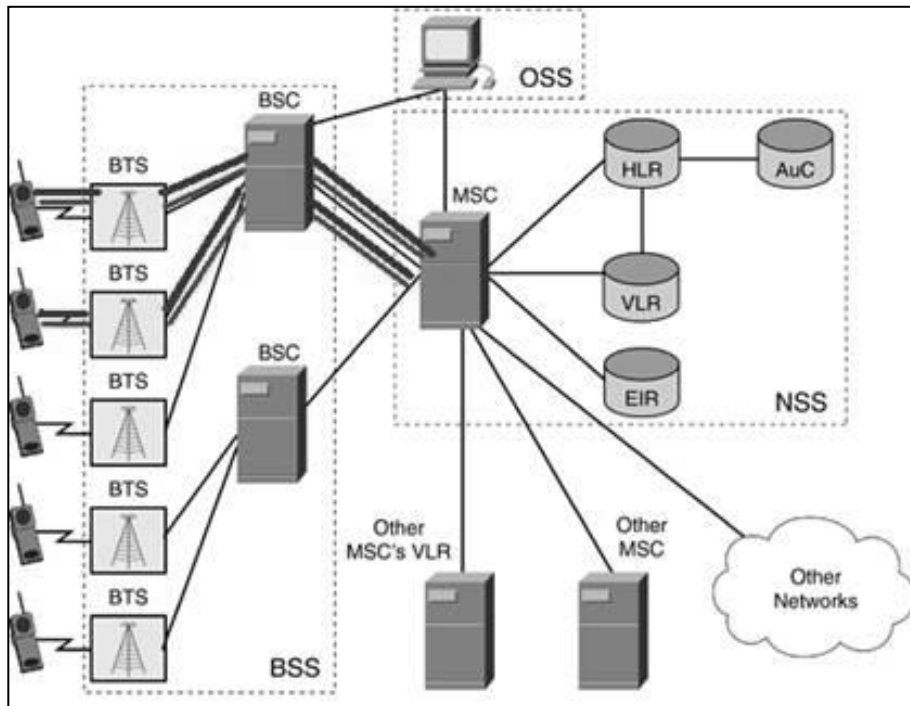 OSS
BSC
BTS
HLR
AuC
MSC
BTS
VLR
BSC
EIR
NSS
BTS
BTS
Other
MSC's VLR
Other
MSC
Other
Networks
BTS
BSS